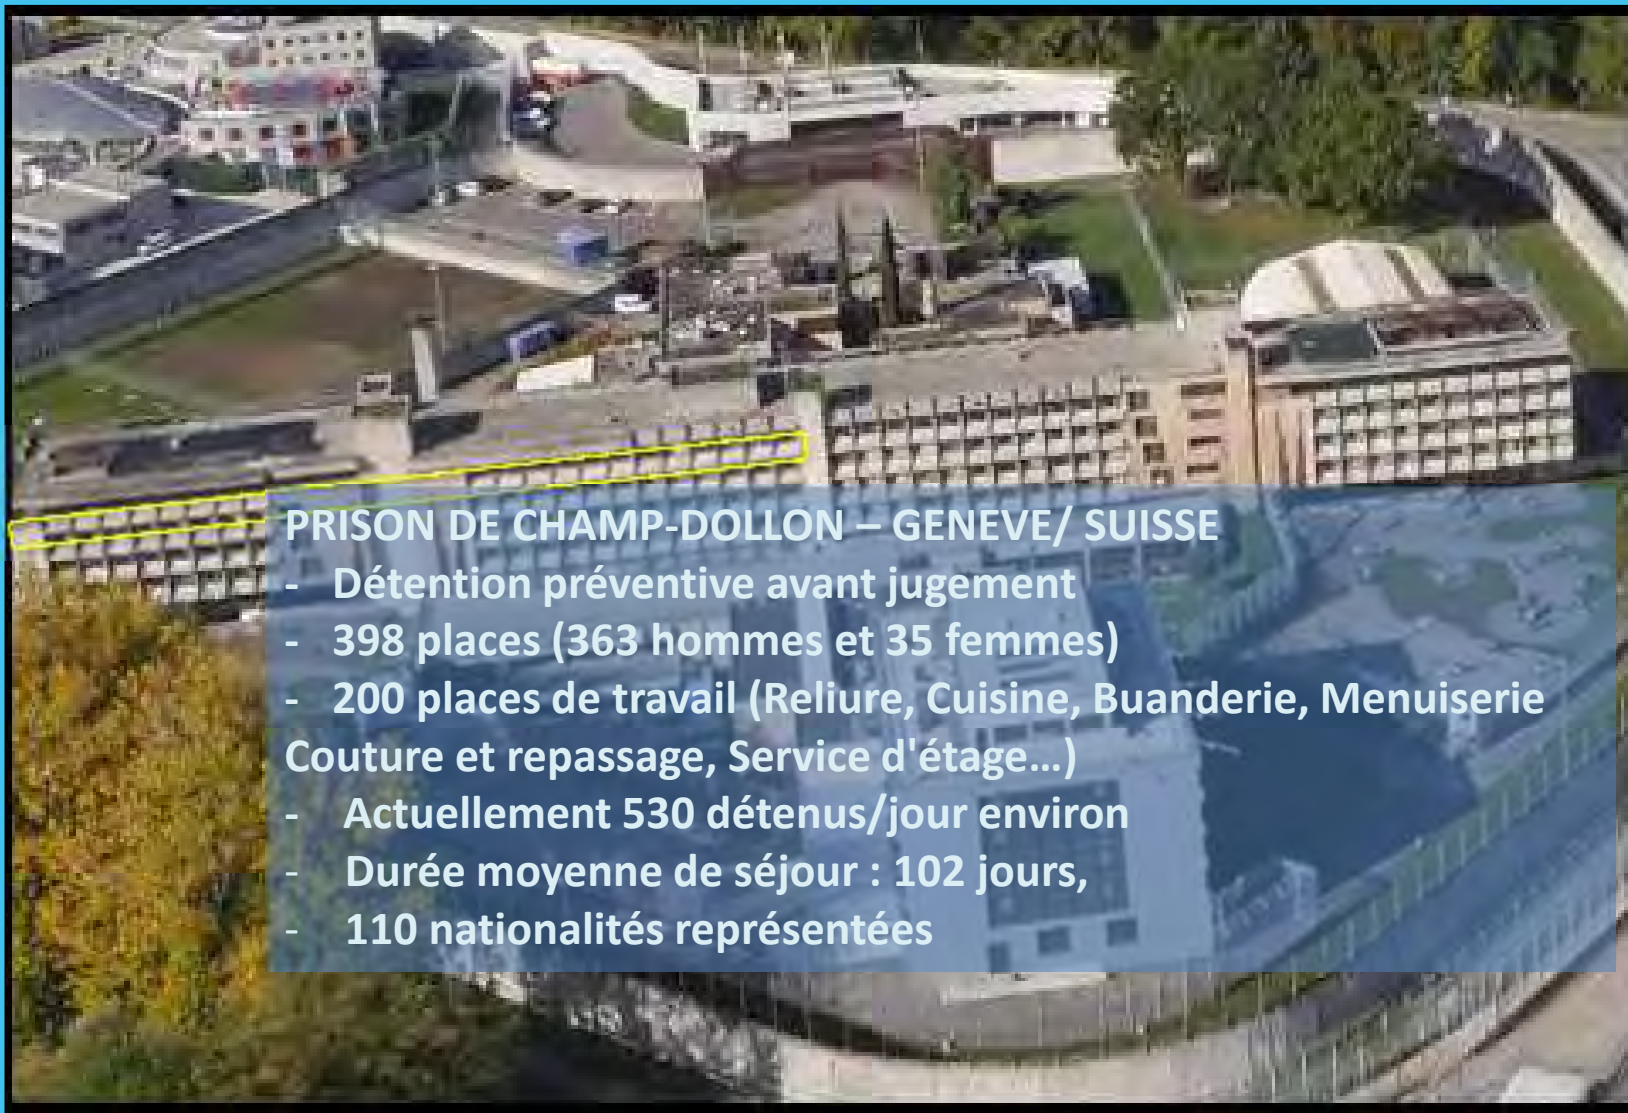 PRISON DE CHAMP-DOLLON – GENEVE/ SUISSE
- Détention préventive avant jugement
- 398 places (363 hommes et 35 femmes)
- 200 places de travail (Reliure, Cuisine, Buanderie, Menuiserie
Couture et repassage, Service d'étage…)
- Actuellement 530 détenus/jour environ
- Durée moyenne de séjour : 102 jours,
- 110 nationalités représentées